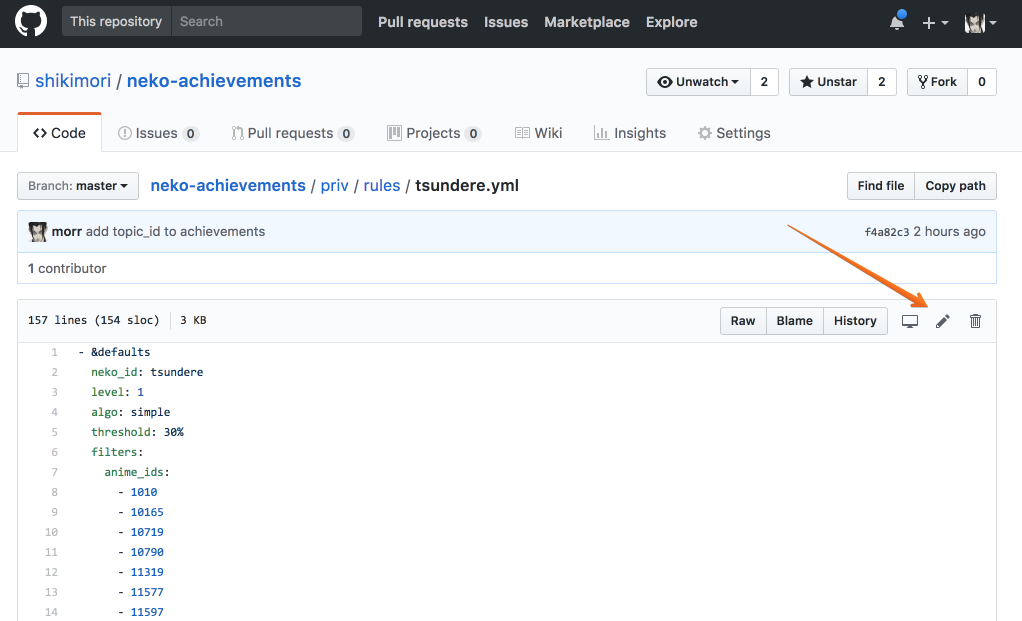 This repository Search Pull requests Issues Marketplace Explore
shikimori / neko-achievements Unwatch 2 Unstar 2 Fork 0
Code Issues 0 Pull requests 0 Projects 0 Wiki Insights Settings
Branch: master neko-achievements / priv / rules / tsundere.yml Find file Copy path
morr add topic_id to achievements f4a82c3 2 hours ago
1 contributor
157 lines (154 sloc) 3 KB Raw Blame History
1 - &defaults
2 neko_id: tsundere
3 level: 1
4 algo: simple
5 threshold: 30%
6 filters:
7 anime_ids:
8 - 1010
9 - 10165
10 - 10719
11 - 10790
12 - 11319
13 - 11577
14 - 11597